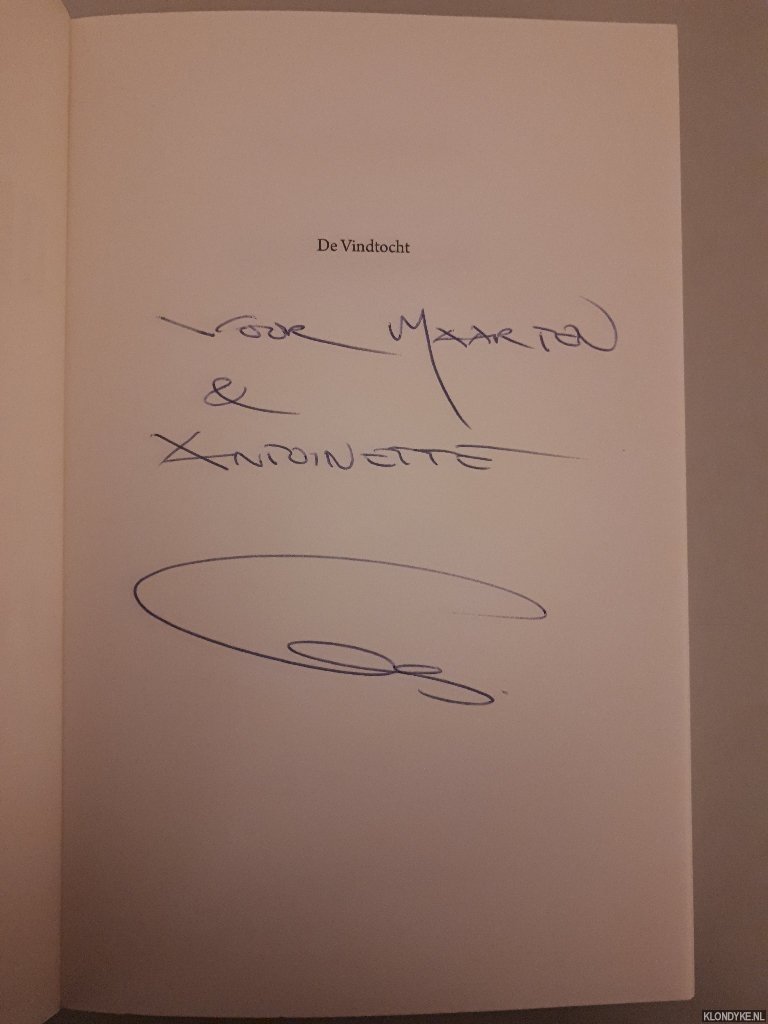 De Vindtocht
VOOR MAARTEN
&
ANTOINETTE
KLONDYKE.NL